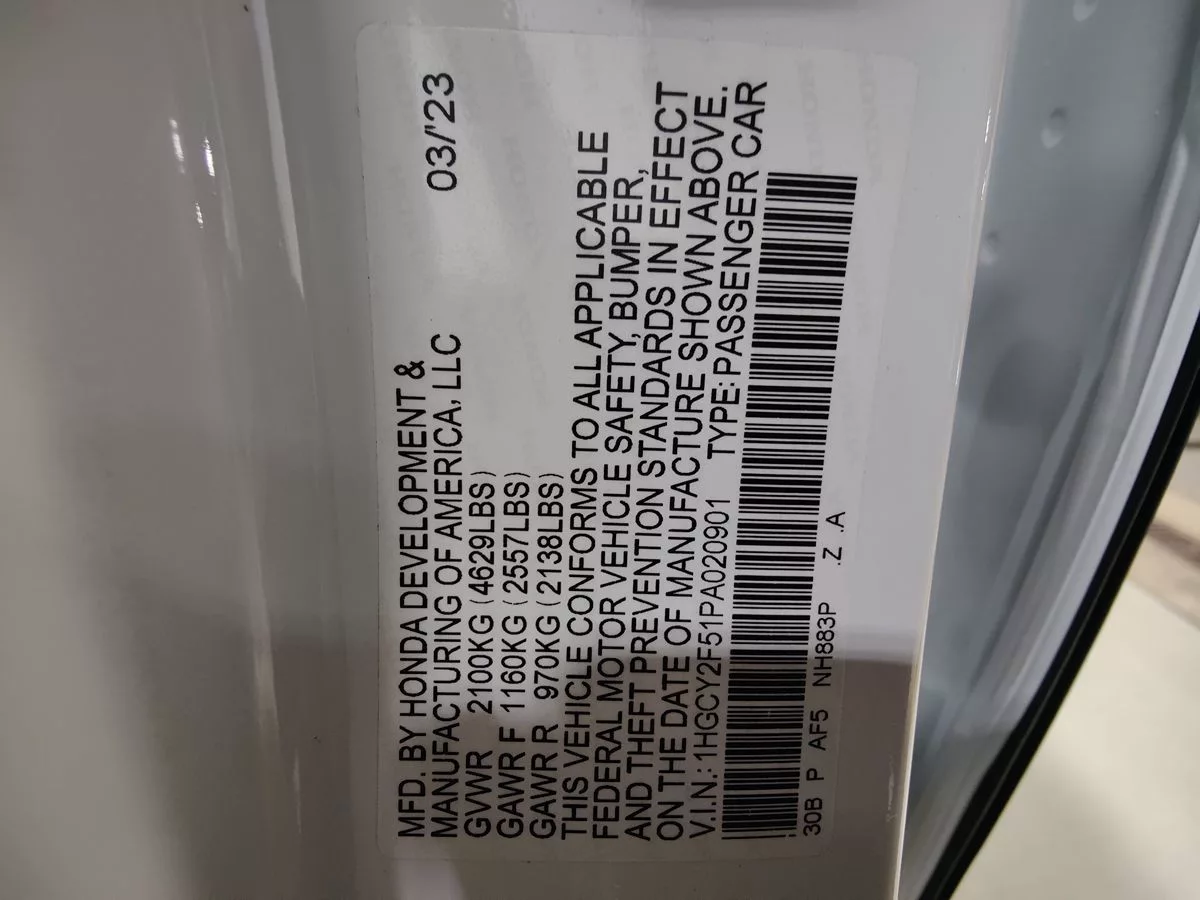 MFD. BY HONDA DEVELOPMENT &
MANUFACTURING OF AMERICA, LLC 03/'23
GVWR 2100KG (4629LBS)
GAWR F 1160KG (2557LBS)
GAWR R 970KG (2138LBS)
THIS VEHICLE CONFORMS TO ALL APPLICABLE
FEDERAL MOTOR VEHICLE SAFETY, BUMPER,
AND THEFT PREVENTION STANDARDS IN EFFECT
ON THE DATE OF MANUFACTURE SHOWN ABOVE.
V.I.N.: 1HGCY2F51PA020901 TYPE: PASSENGER CAR
30B P AF5 NH883P .Z .A